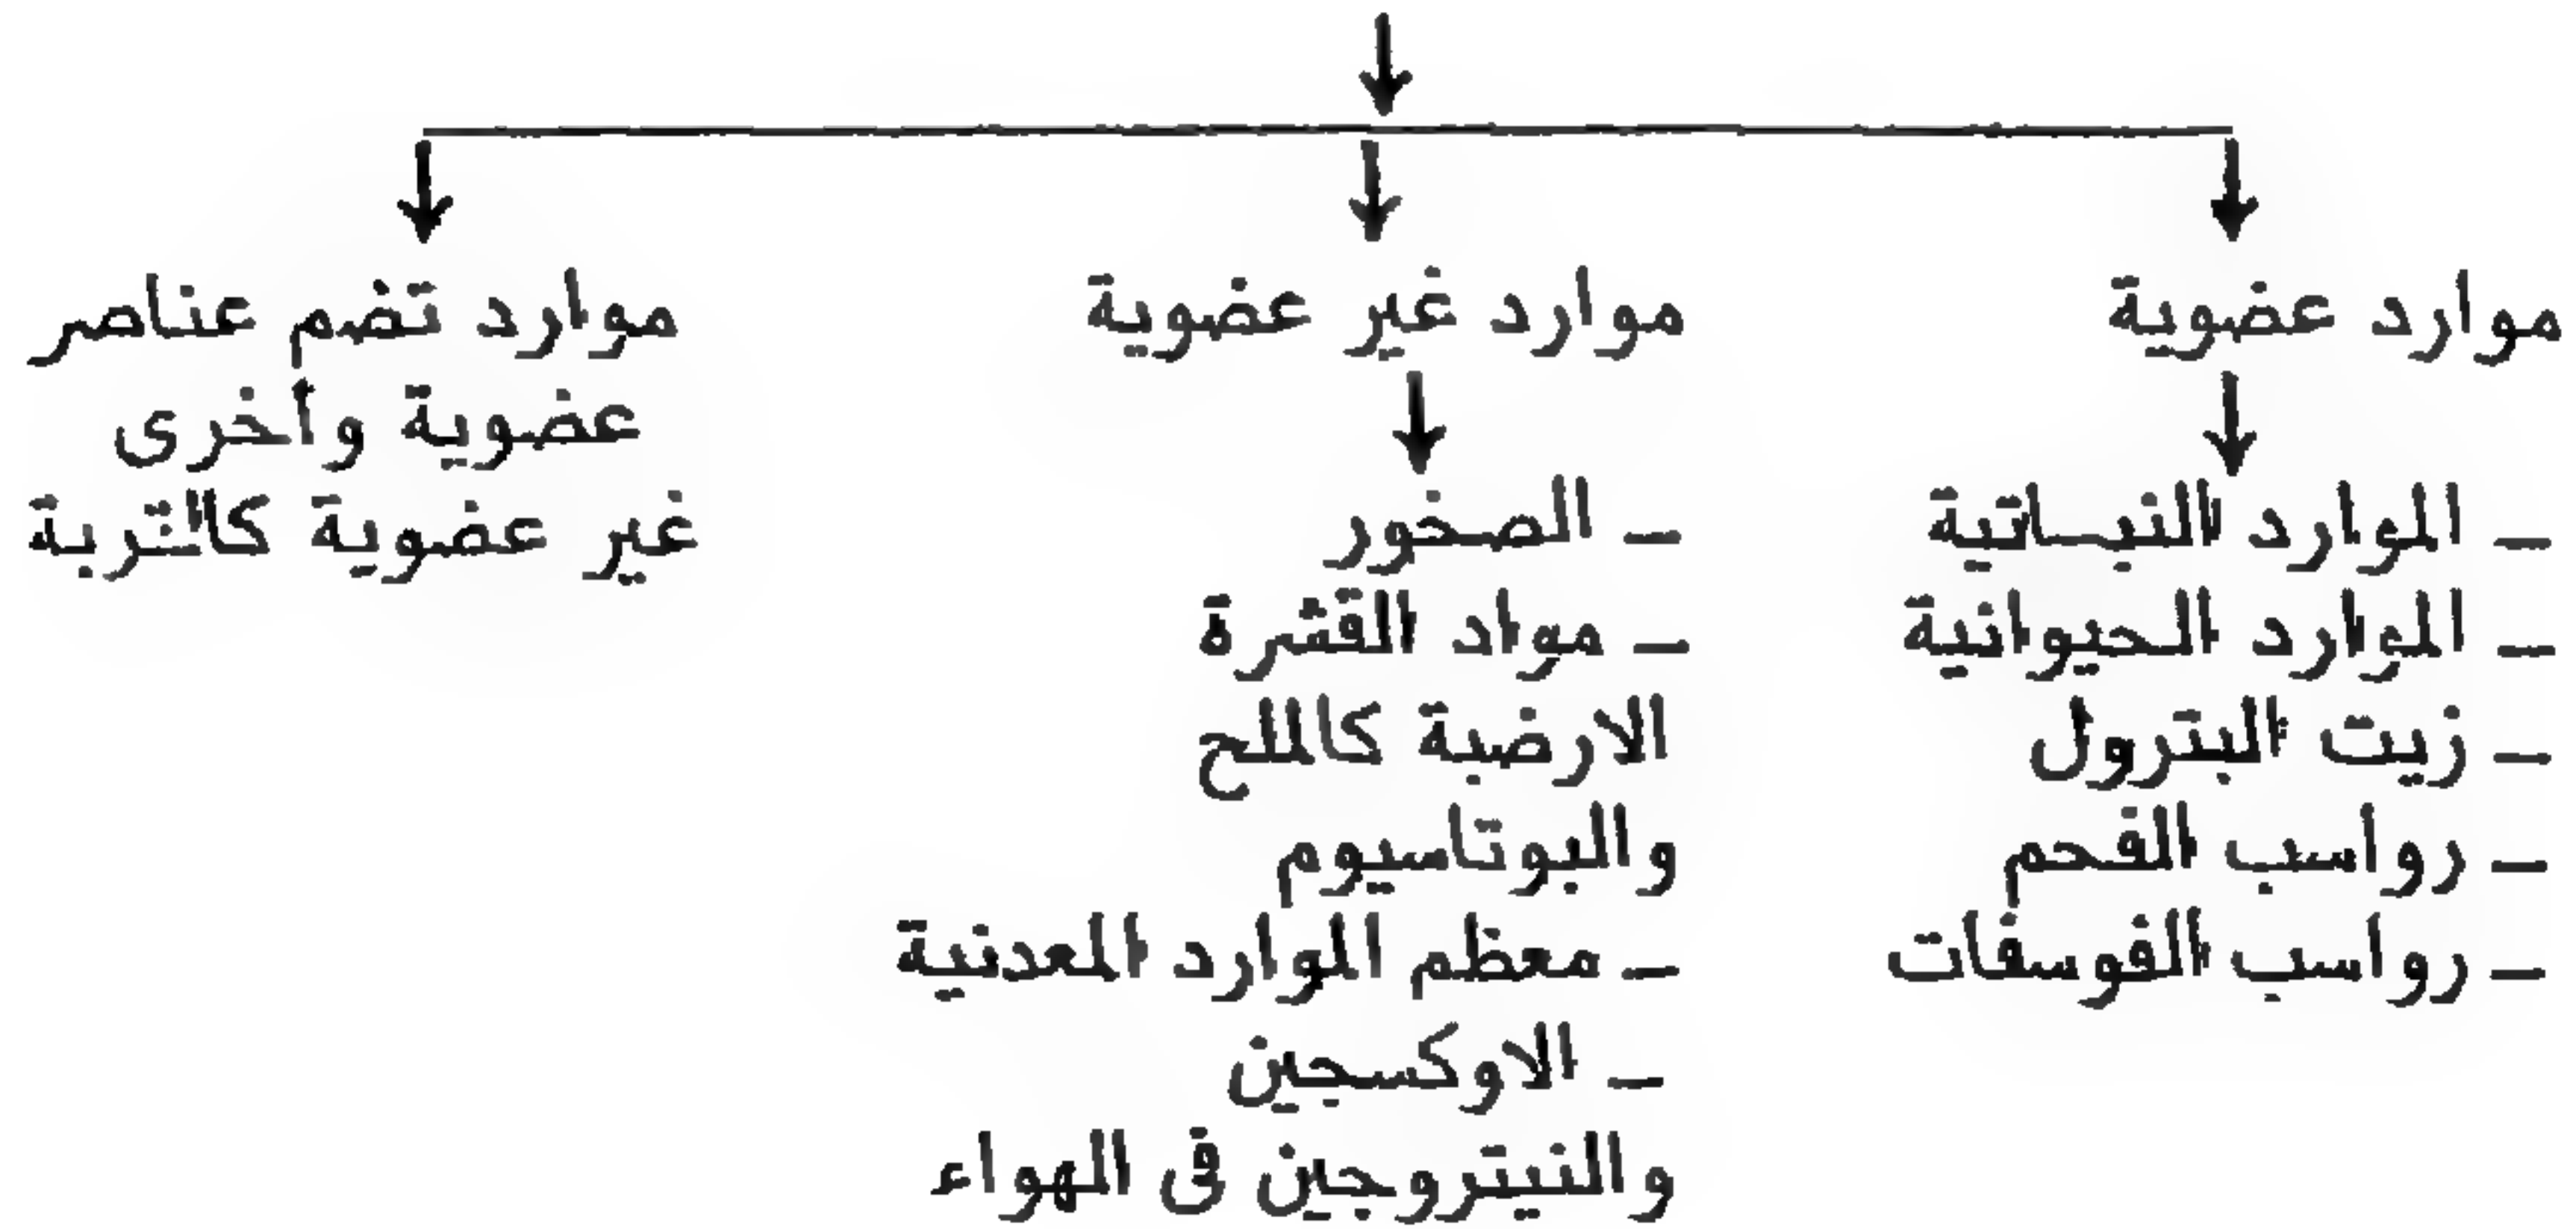 موارد عضوية
– الموارد النباتية
– الموارد الحيوانية
– زيت البترول
– رواسب الفحم
– رواسب الفوسفات
موارد غير عضوية
– الصخور
– مواد القشرة
الارضية كالملح
والبوتاسيوم
– معظم الموارد المعدنية
– الاوكسجين
والنيتروجين فى الهواء
موارد تضم عناصر
عضوية وأخرى
غير عضوية كالتربة